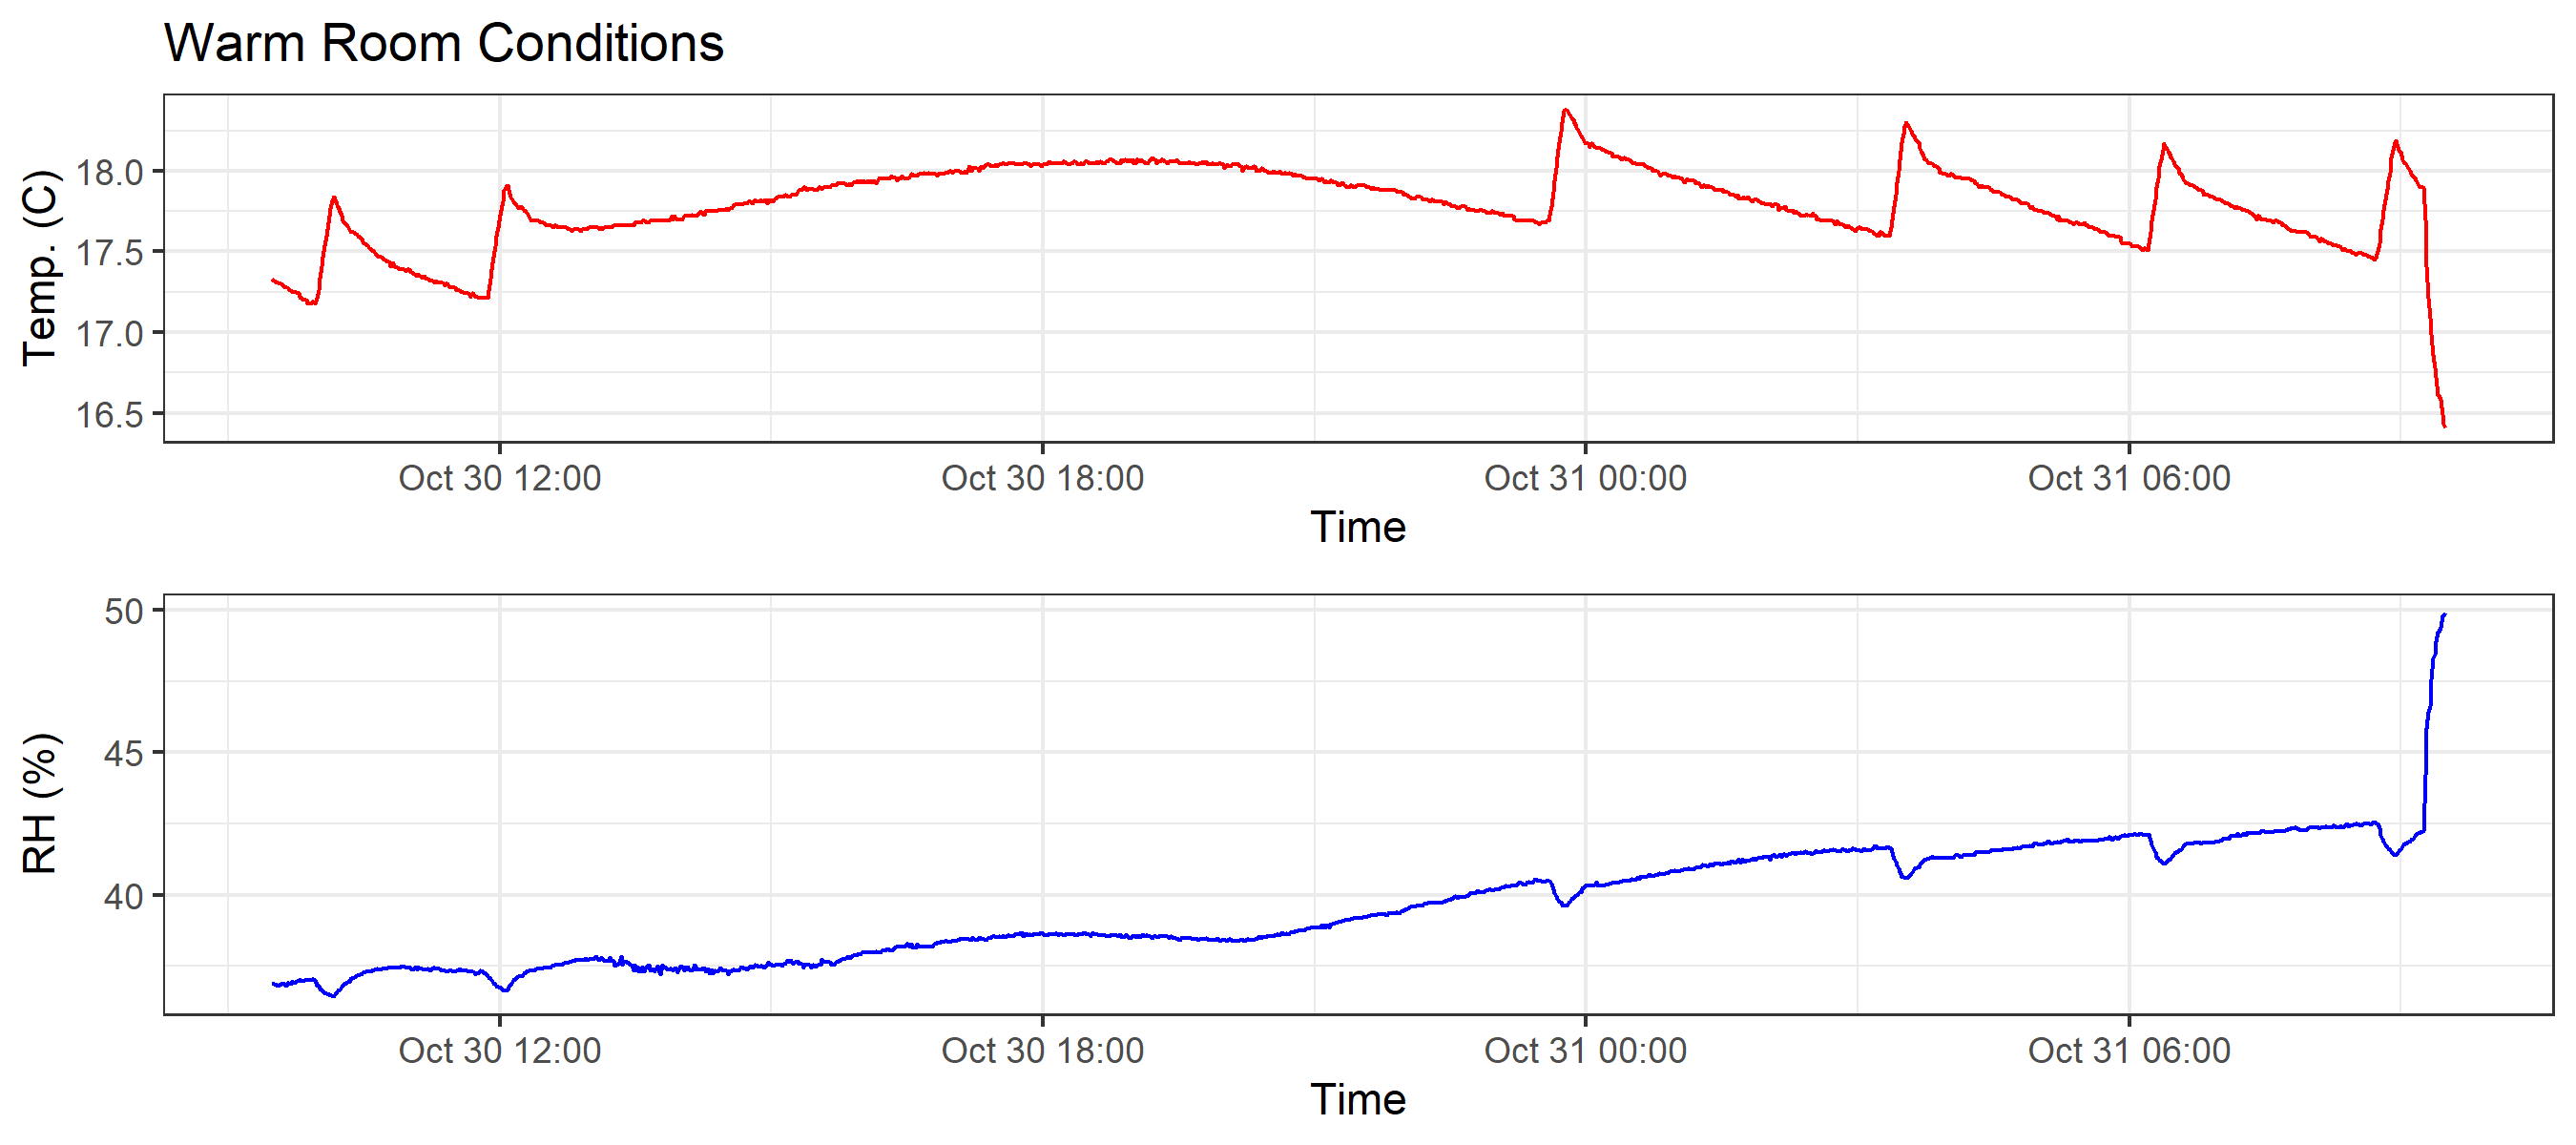 Warm Room Conditions
Temp. (C)
18.0
17.5
17.0
16.5
Oct 30 12:00 Oct 30 18:00 Oct 31 00:00 Oct 31 06:00
Time
RH (%)
50
45
40
Oct 30 12:00 Oct 30 18:00 Oct 31 00:00 Oct 31 06:00
Time